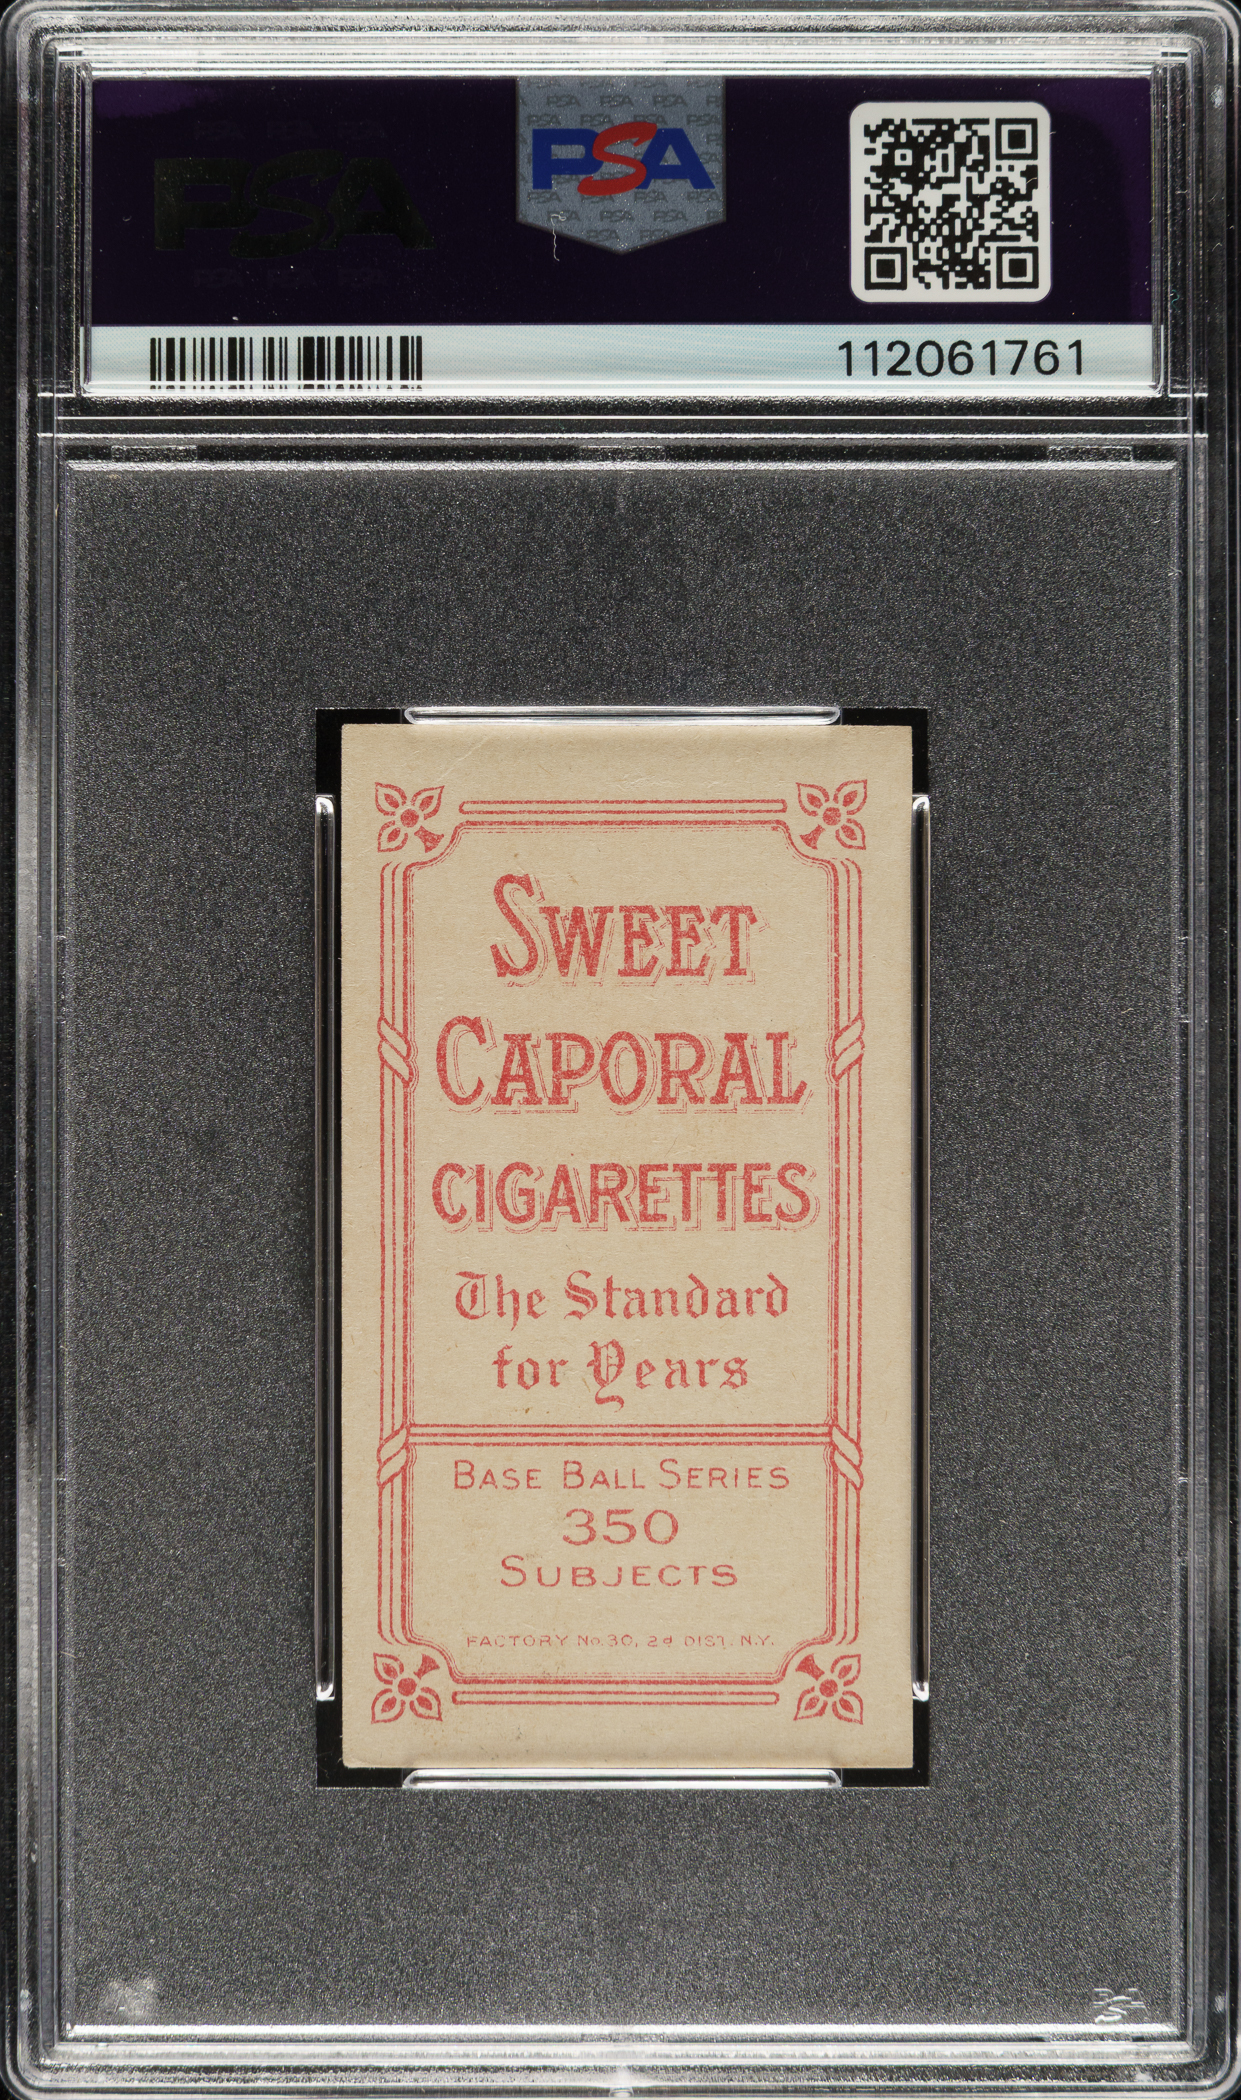 PSA
PSA
112061761
SWEET
CAPORAL
CIGARETTES
The Standard
for Years
BASE BALL SERIES
350
SUBJECTS
FACTORY No. 30, 2d DIST. N.Y.